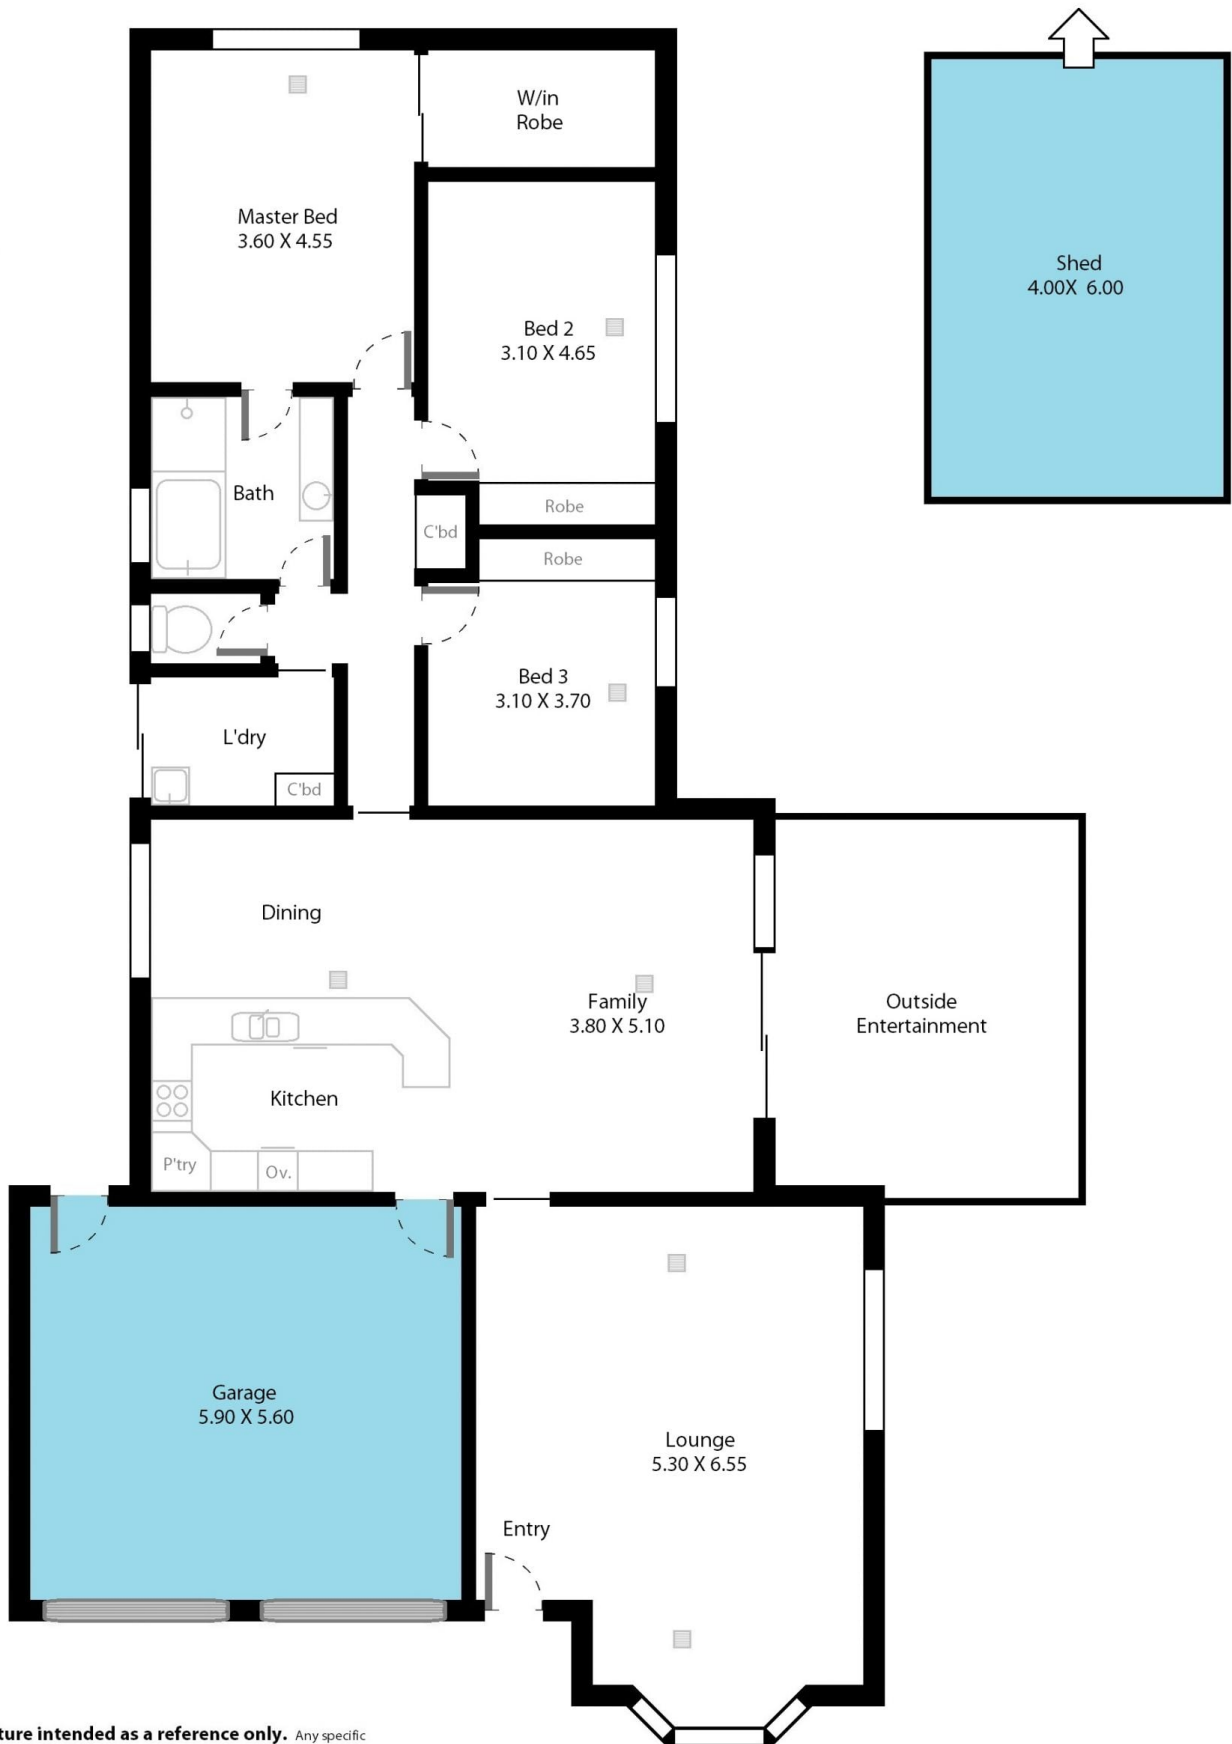 W/in
Robe
Master Bed
3.60 X 4.55
Shed
4.00X 6.00
Bed 2
3.10 X 4.65
Bath
Robe
C'bd
Robe
Bed 3
3.10 X 3.70
L'dry
C'bd
Dining
Family
3.80 X 5.10
Outside
Entertainment
Kitchen
P'try
Ov.
Garage
5.90 X 5.60
Lounge
5.30 X 6.55
Entry
ture intended as a reference only. Any specific